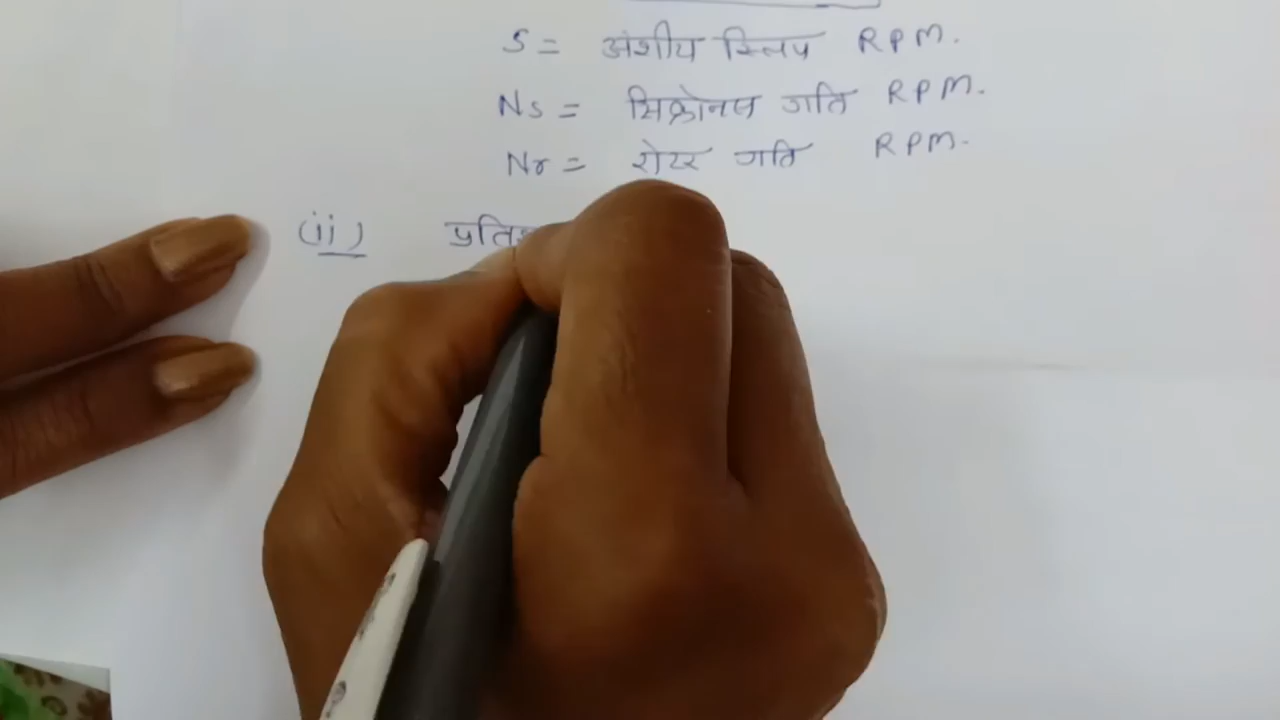 S = अंशीय स्लिप RPM.
Ns = सिक्रोनस गति RPM.
Nr = रोटर गति RPM.
(ii)